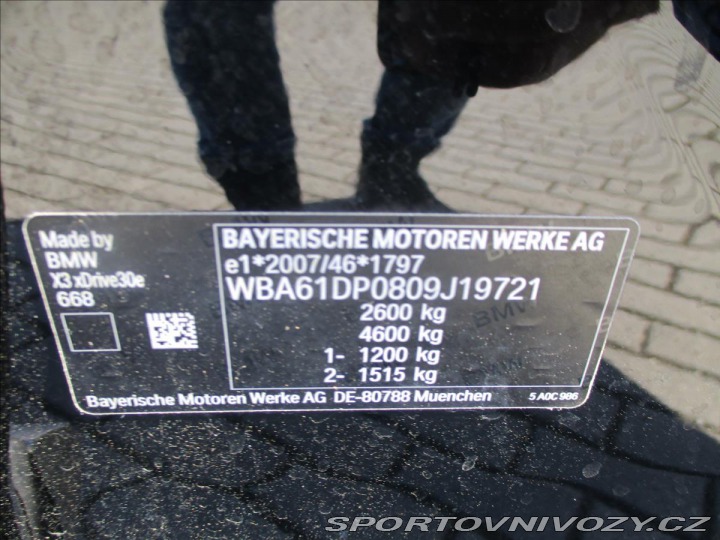 Made by
BMW
X3 xDrive30e
668
BAYERISCHE MOTOREN WERKE AG
e1*2007/46*1797
WBA61DP0809J19721
2600 kg
4600 kg
1- 1200 kg
2- 1515 kg
Bayerische Motoren Werke AG DE-80788 Muenchen
5 A0C 986
SPORTOVNIVOZY.CZ